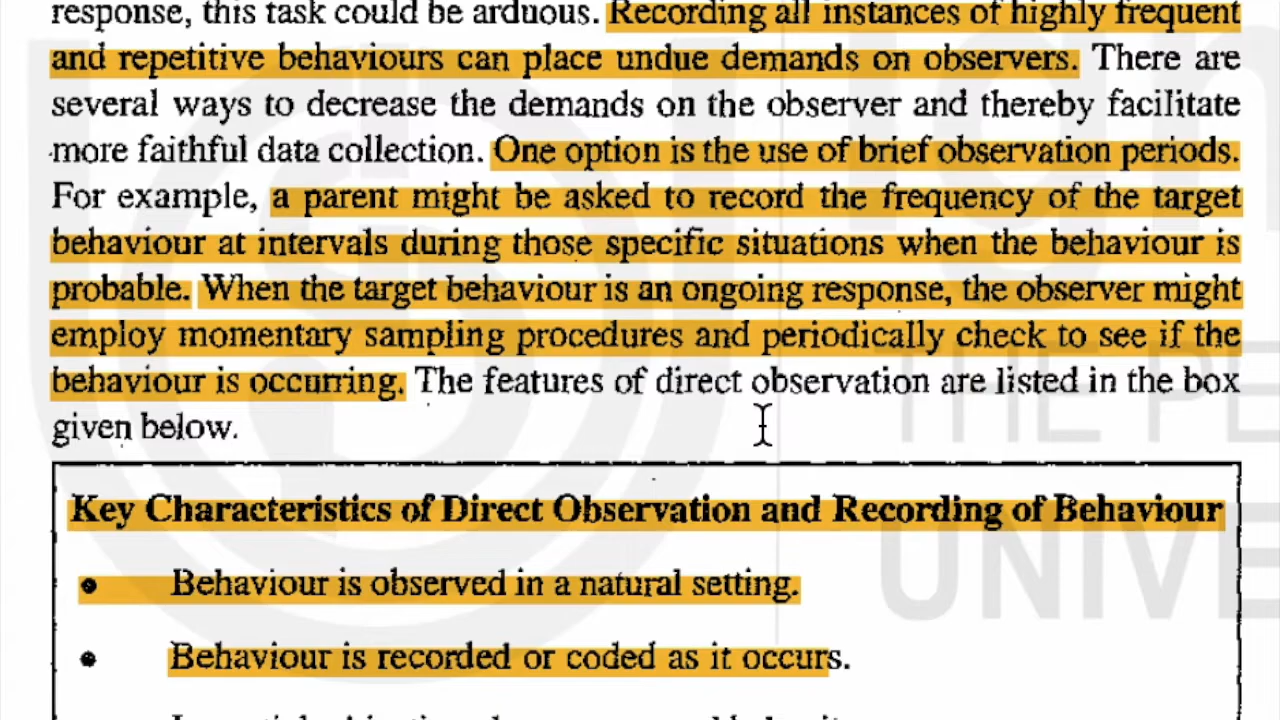 response, this task could be arduous. Recording all instances of highly frequent
and repetitive behaviours can place undue demands on observers. There are
several ways to decrease the demands on the observer and thereby facilitate
more faithful data collection. One option is the use of brief observation periods.
For example, a parent might be asked to record the frequency of the target
behaviour at intervals during those specific situations when the behaviour is
probable. When the target behaviour is an ongoing response, the observer might
employ momentary sampling procedures and periodically check to see if the
behaviour is occurring. The features of direct observation are listed in the box
given below.
Key Characteristics of Direct Observation and Recording of Behaviour
• Behaviour is observed in a natural setting.
• Behaviour is recorded or coded as it occurs.
THE PE
UNIVE